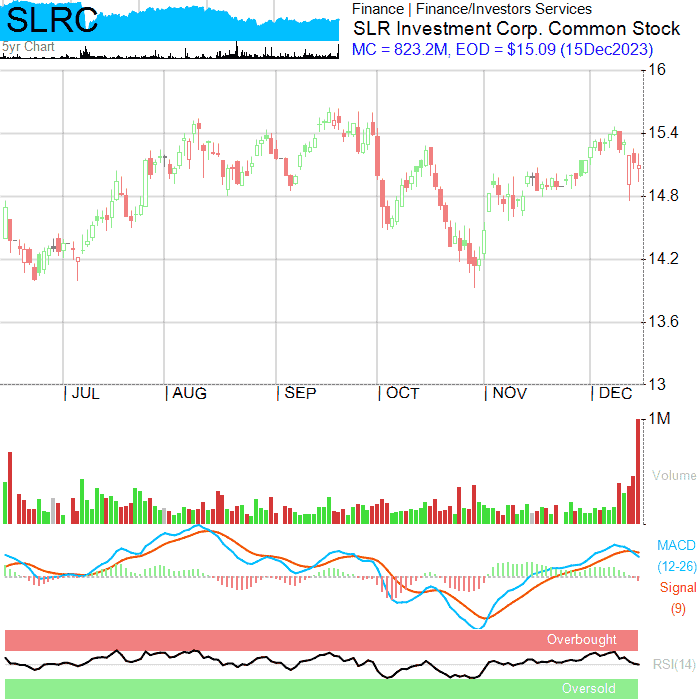 SLRC
5yr Chart
Finance | Finance/Investors Services
SLR Investment Corp. Common Stock
MC = 823.2M, EOD = $15.09 (15Dec2023)
16
15.4
14.8
14.2
13.6
13
| JUL | AUG | SEP | OCT | NOV | DEC
1M
Volume
MACD
(12-26)
Signal
(9)
Overbought
RSI(14)
Oversold